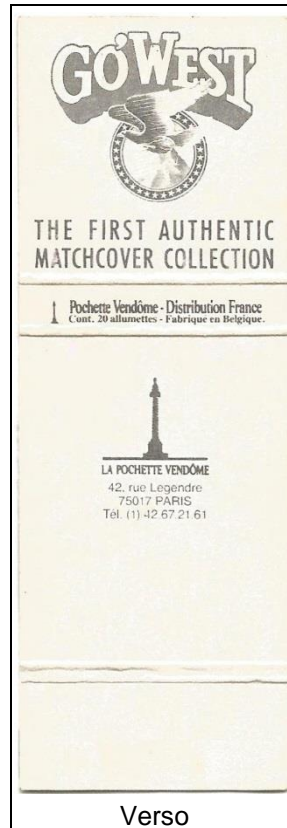 GO WEST
THE FIRST AUTHENTIC
MATCHCOVER COLLECTION
Pochette Vendôme - Distribution France
Cont. 20 allumettes - Fabrique en Belgique.
LA POCHETTE VENDÔME
42, rue Legendre
75017 PARIS
Tél. (1) 42.67.21.61
Verso